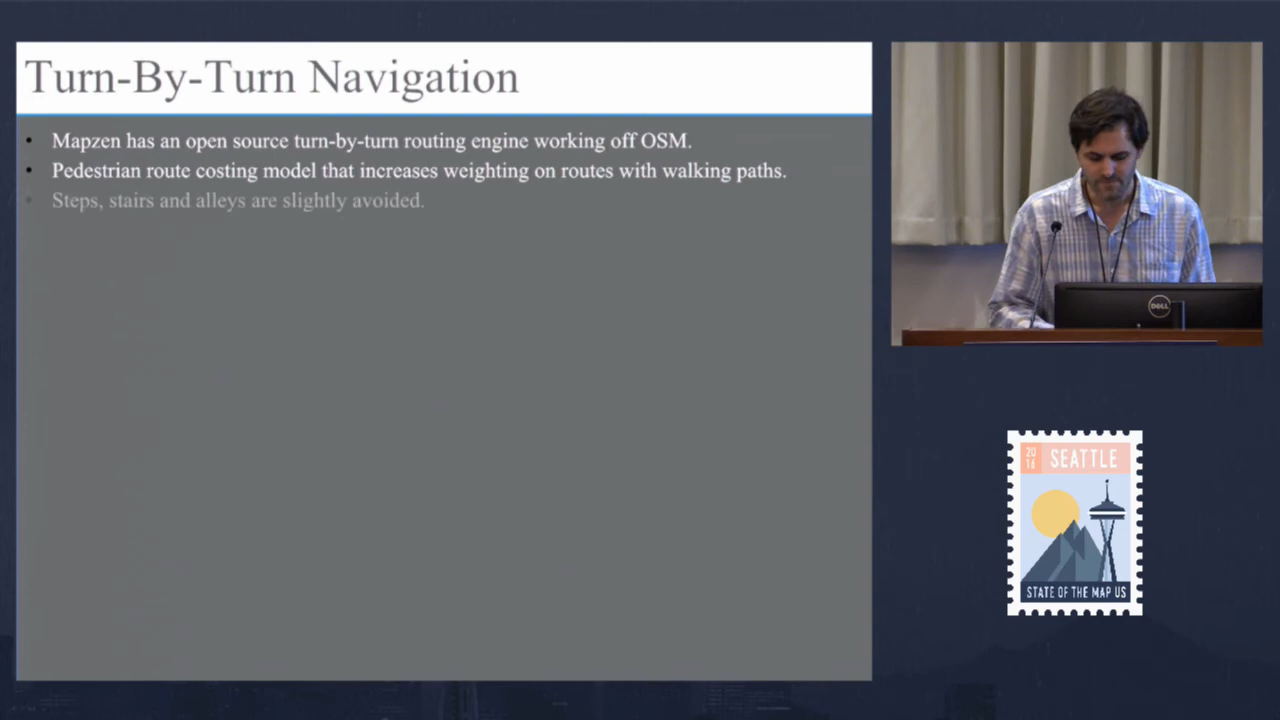 Turn-By-Turn Navigation
• Mapzen has an open source turn-by-turn routing engine working off OSM.
• Pedestrian route costing model that increases weighting on routes with walking paths.
• Steps, stairs and alleys are slightly avoided.
DELL
20
16
SEATTLE
STATE OF THE MAP US